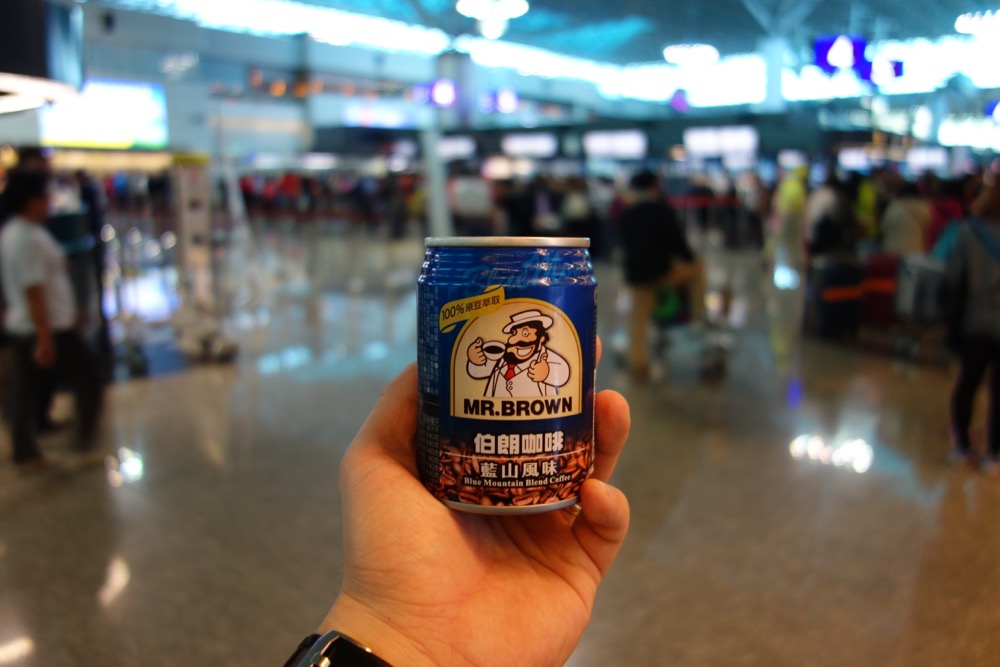 4
100%原豆萃取
MR.BROWN
伯朗咖啡
藍山風味
Blue Mountain Blend Coffee